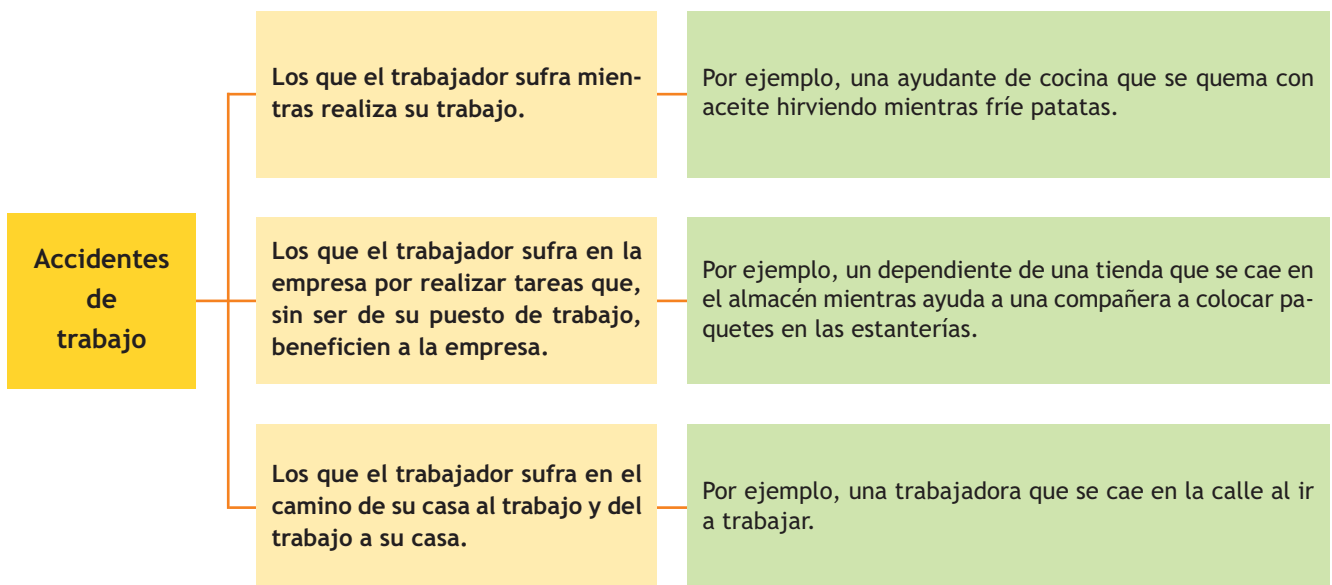 Accidentes
de
trabajo
Los que el trabajador sufra mien-
tras realiza su trabajo.
Por ejemplo, una ayudante de cocina que se quema con
aceite hirviendo mientras fríe patatas.
Los que el trabajador sufra en la
empresa por realizar tareas que,
sin ser de su puesto de trabajo,
beneficien a la empresa.
Por ejemplo, un dependiente de una tienda que se cae en
el almacén mientras ayuda a una compañera a colocar pa-
quetes en las estanterías.
Los que el trabajador sufra en el
camino de su casa al trabajo y del
trabajo a su casa.
Por ejemplo, una trabajadora que se cae en la calle al ir
a trabajar.